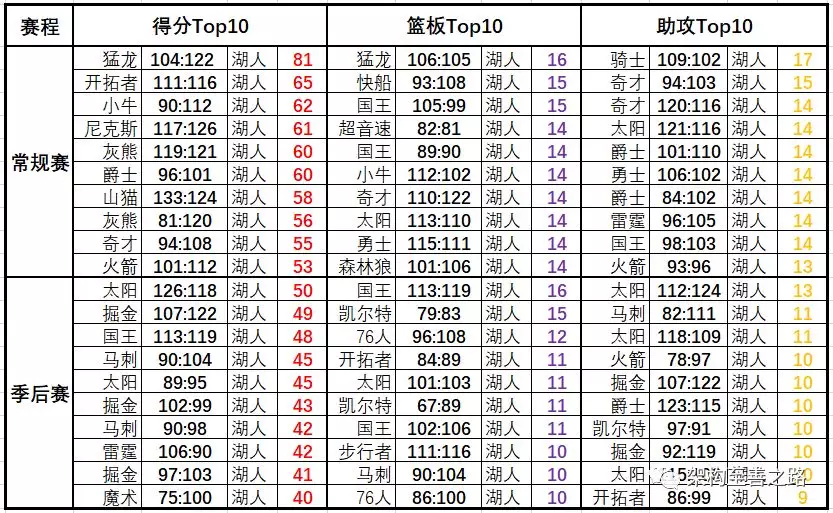 赛程 得分Top10 篮板Top10 助攻Top10
常规赛
猛龙 104:122 湖人 81 猛龙 106:105 湖人 16 骑士 109:102 湖人 17
开拓者 111:116 湖人 65 快船 93:108 湖人 15 奇才 94:103 湖人 15
小牛 90:112 湖人 62 国王 105:99 湖人 15 奇才 120:116 湖人 14
尼克斯 117:126 湖人 61 超音速 82:81 湖人 14 太阳 121:116 湖人 14
灰熊 119:121 湖人 60 国王 89:90 湖人 14 爵士 101:110 湖人 14
爵士 96:101 湖人 60 小牛 112:102 湖人 14 勇士 106:102 湖人 14
山猫 133:124 湖人 58 奇才 110:122 湖人 14 爵士 84:102 湖人 14
灰熊 81:120 湖人 56 太阳 113:110 湖人 14 雷霆 96:105 湖人 14
奇才 94:108 湖人 55 勇士 115:111 湖人 14 国王 98:103 湖人 14
火箭 101:112 湖人 53 森林狼 101:106 湖人 14 火箭 93:96 湖人 13
季后赛
太阳 126:118 湖人 50 国王 113:119 湖人 16 太阳 112:124 湖人 13
掘金 107:122 湖人 49 凯尔特 79:83 湖人 15 马刺 82:111 湖人 11
国王 113:119 湖人 48 76人 96:108 湖人 12 太阳 118:109 湖人 11
马刺 90:104 湖人 45 开拓者 84:89 湖人 11 火箭 78:97 湖人 10
太阳 89:95 湖人 45 太阳 101:103 湖人 11 掘金 107:122 湖人 10
掘金 102:99 湖人 43 凯尔特 67:89 湖人 11 爵士 123:115 湖人 10
马刺 90:98 湖人 42 国王 102:106 湖人 11 凯尔特 97:91 湖人 10
雷霆 106:90 湖人 42 步行者 111:116 湖人 10 掘金 92:119 湖人 10
掘金 97:103 湖人 41 马刺 90:104 湖人 10 太阳
魔术 75:100 湖人 40 76人 86:100 湖人 10 开拓者 86:99 湖人 9
架构至善之路